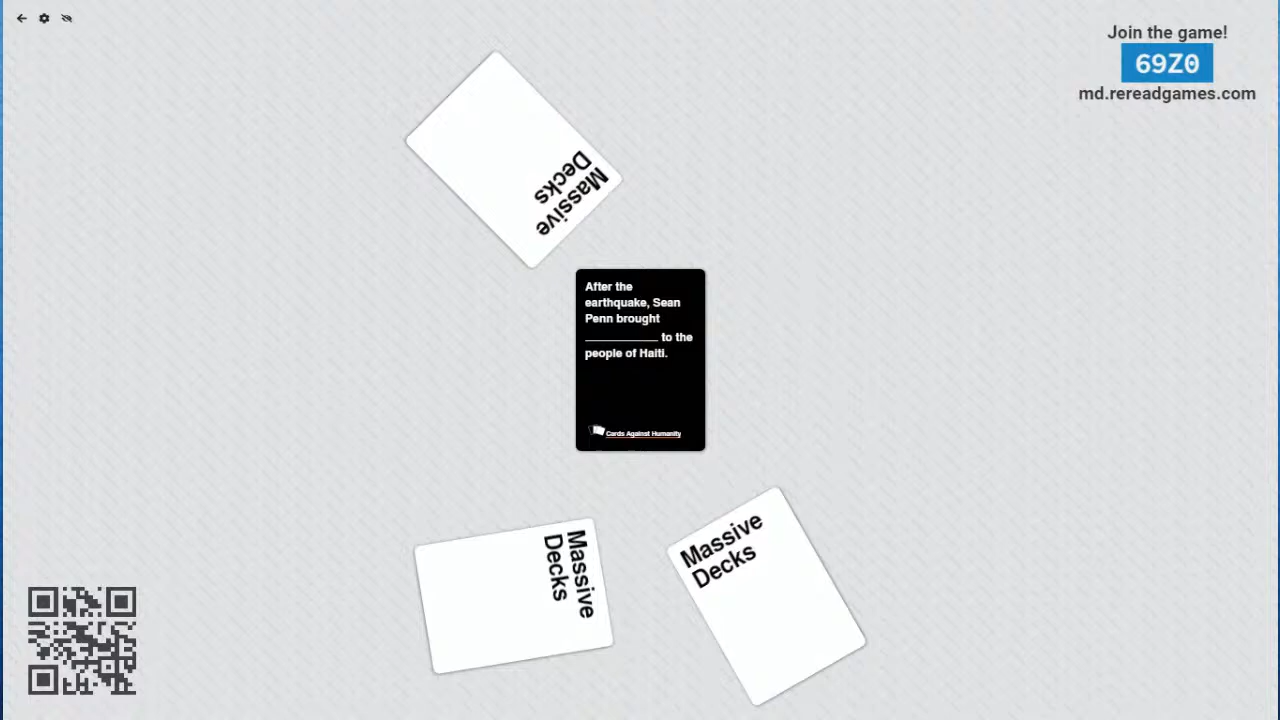 Join the game!
69Z0
md.rereadgames.com
Massive
Decks
After the
earthquake, Sean
Penn brought
__________ to the
people of Haiti.
Cards Against Humanity
Massive
Decks
Massive
Decks